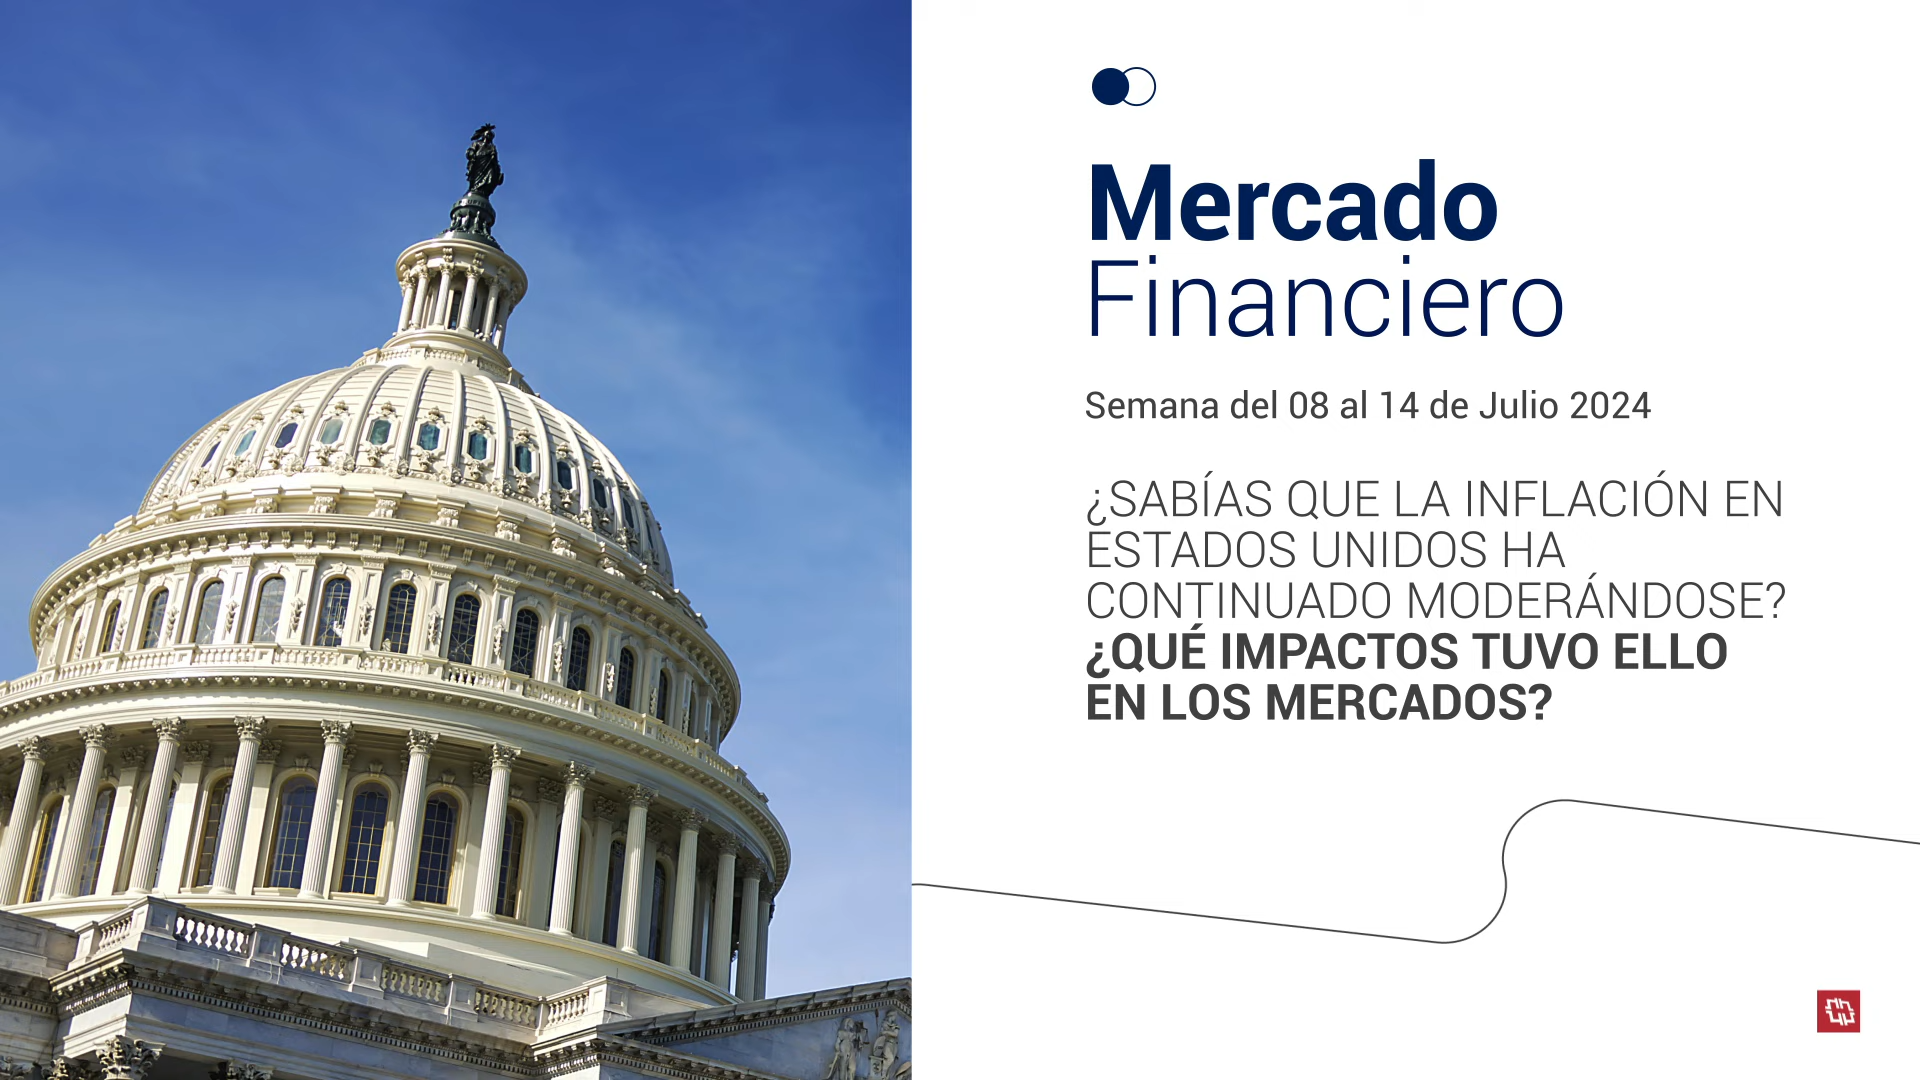 Mercado
Financiero
Semana del 08 al 14 de Julio 2024
¿SABÍAS QUE LA INFLACIÓN EN
ESTADOS UNIDOS HA
CONTINUADO MODERÁNDOSE?
¿QUÉ IMPACTOS TUVO ELLO
EN LOS MERCADOS?